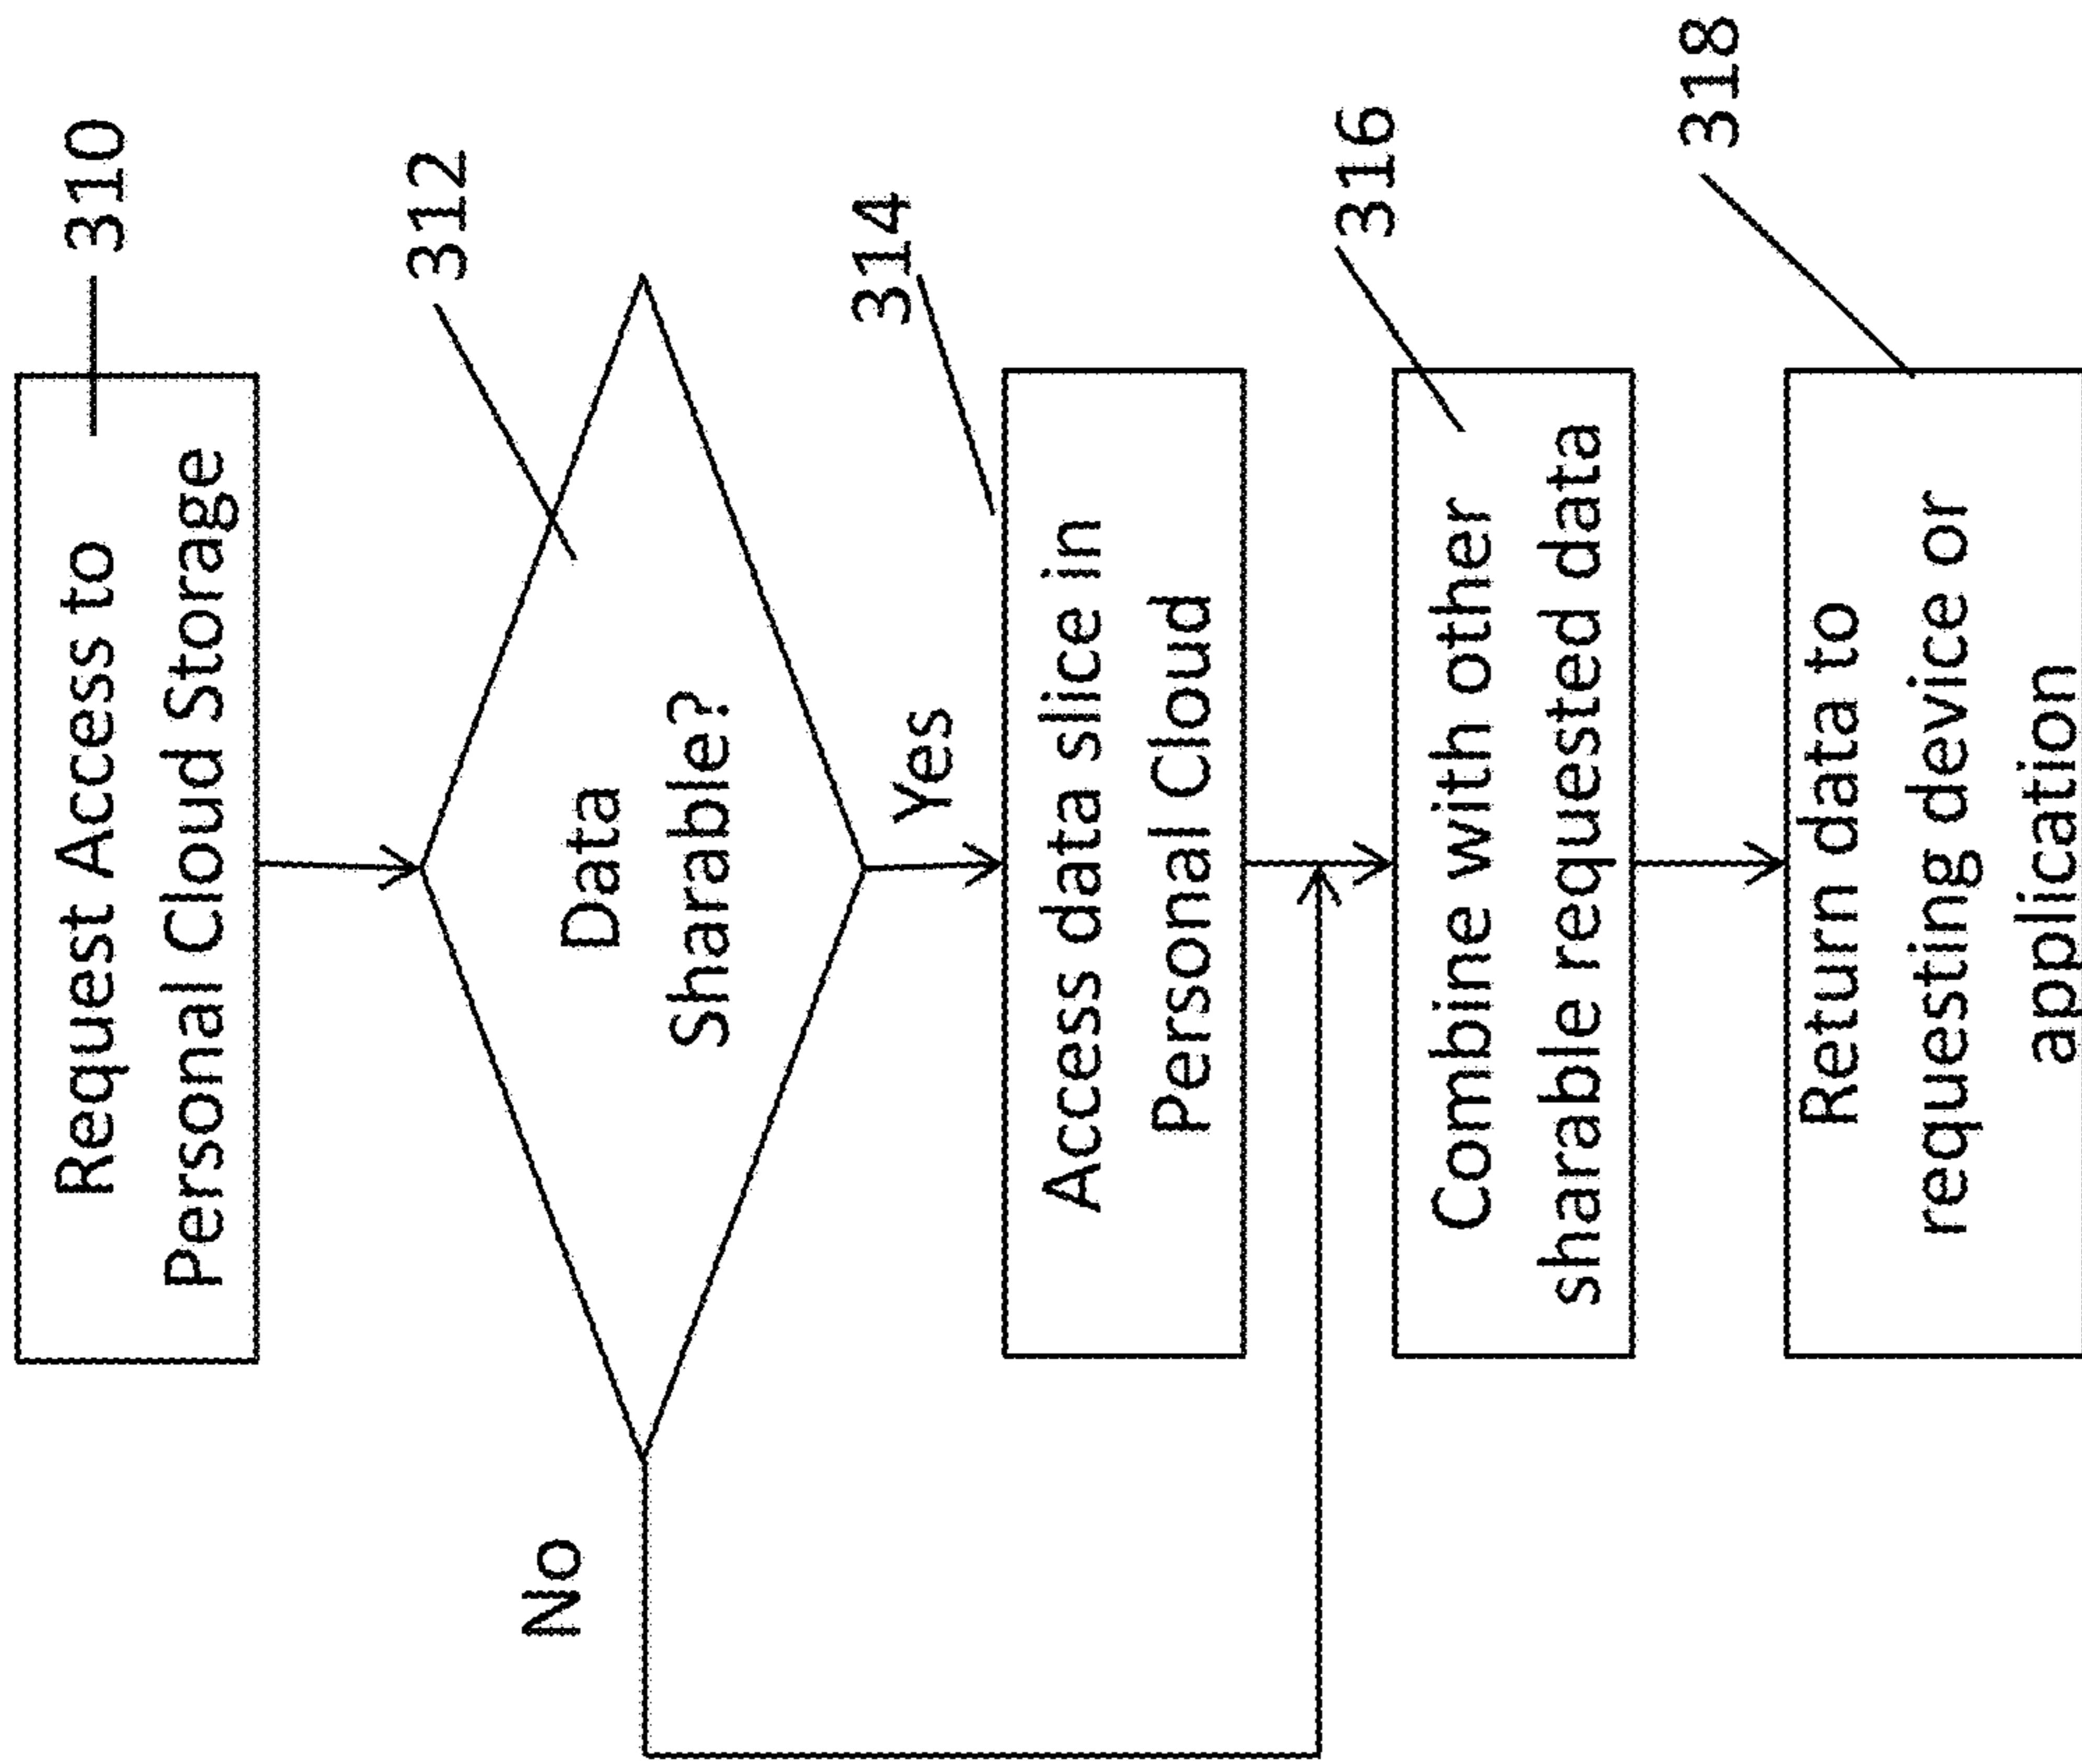 310
Request Access to
Personal Cloud Storage
312
Data
Sharable?
No
Yes
314
Access data slice in
Personal Cloud
316
Combine with other
sharable requested data
318
Return data to
requesting device or
application